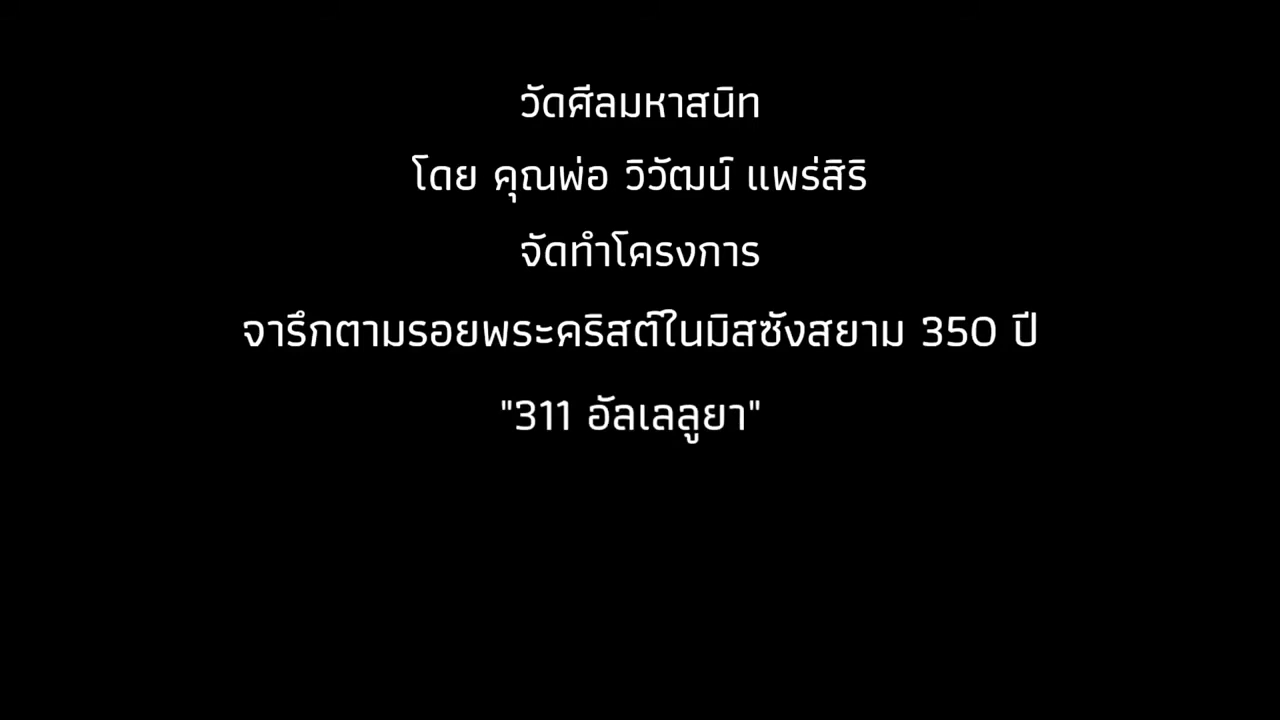 วัดศีลมหาสนิท
โดย คุณพ่อ วิวัฒน์ แพร่สิริ
จัดทำโครงการ
จารึกตามรอยพระคริสต์ในมิสซังสยาม 350 ปี
"311 อัลเลลูยา"